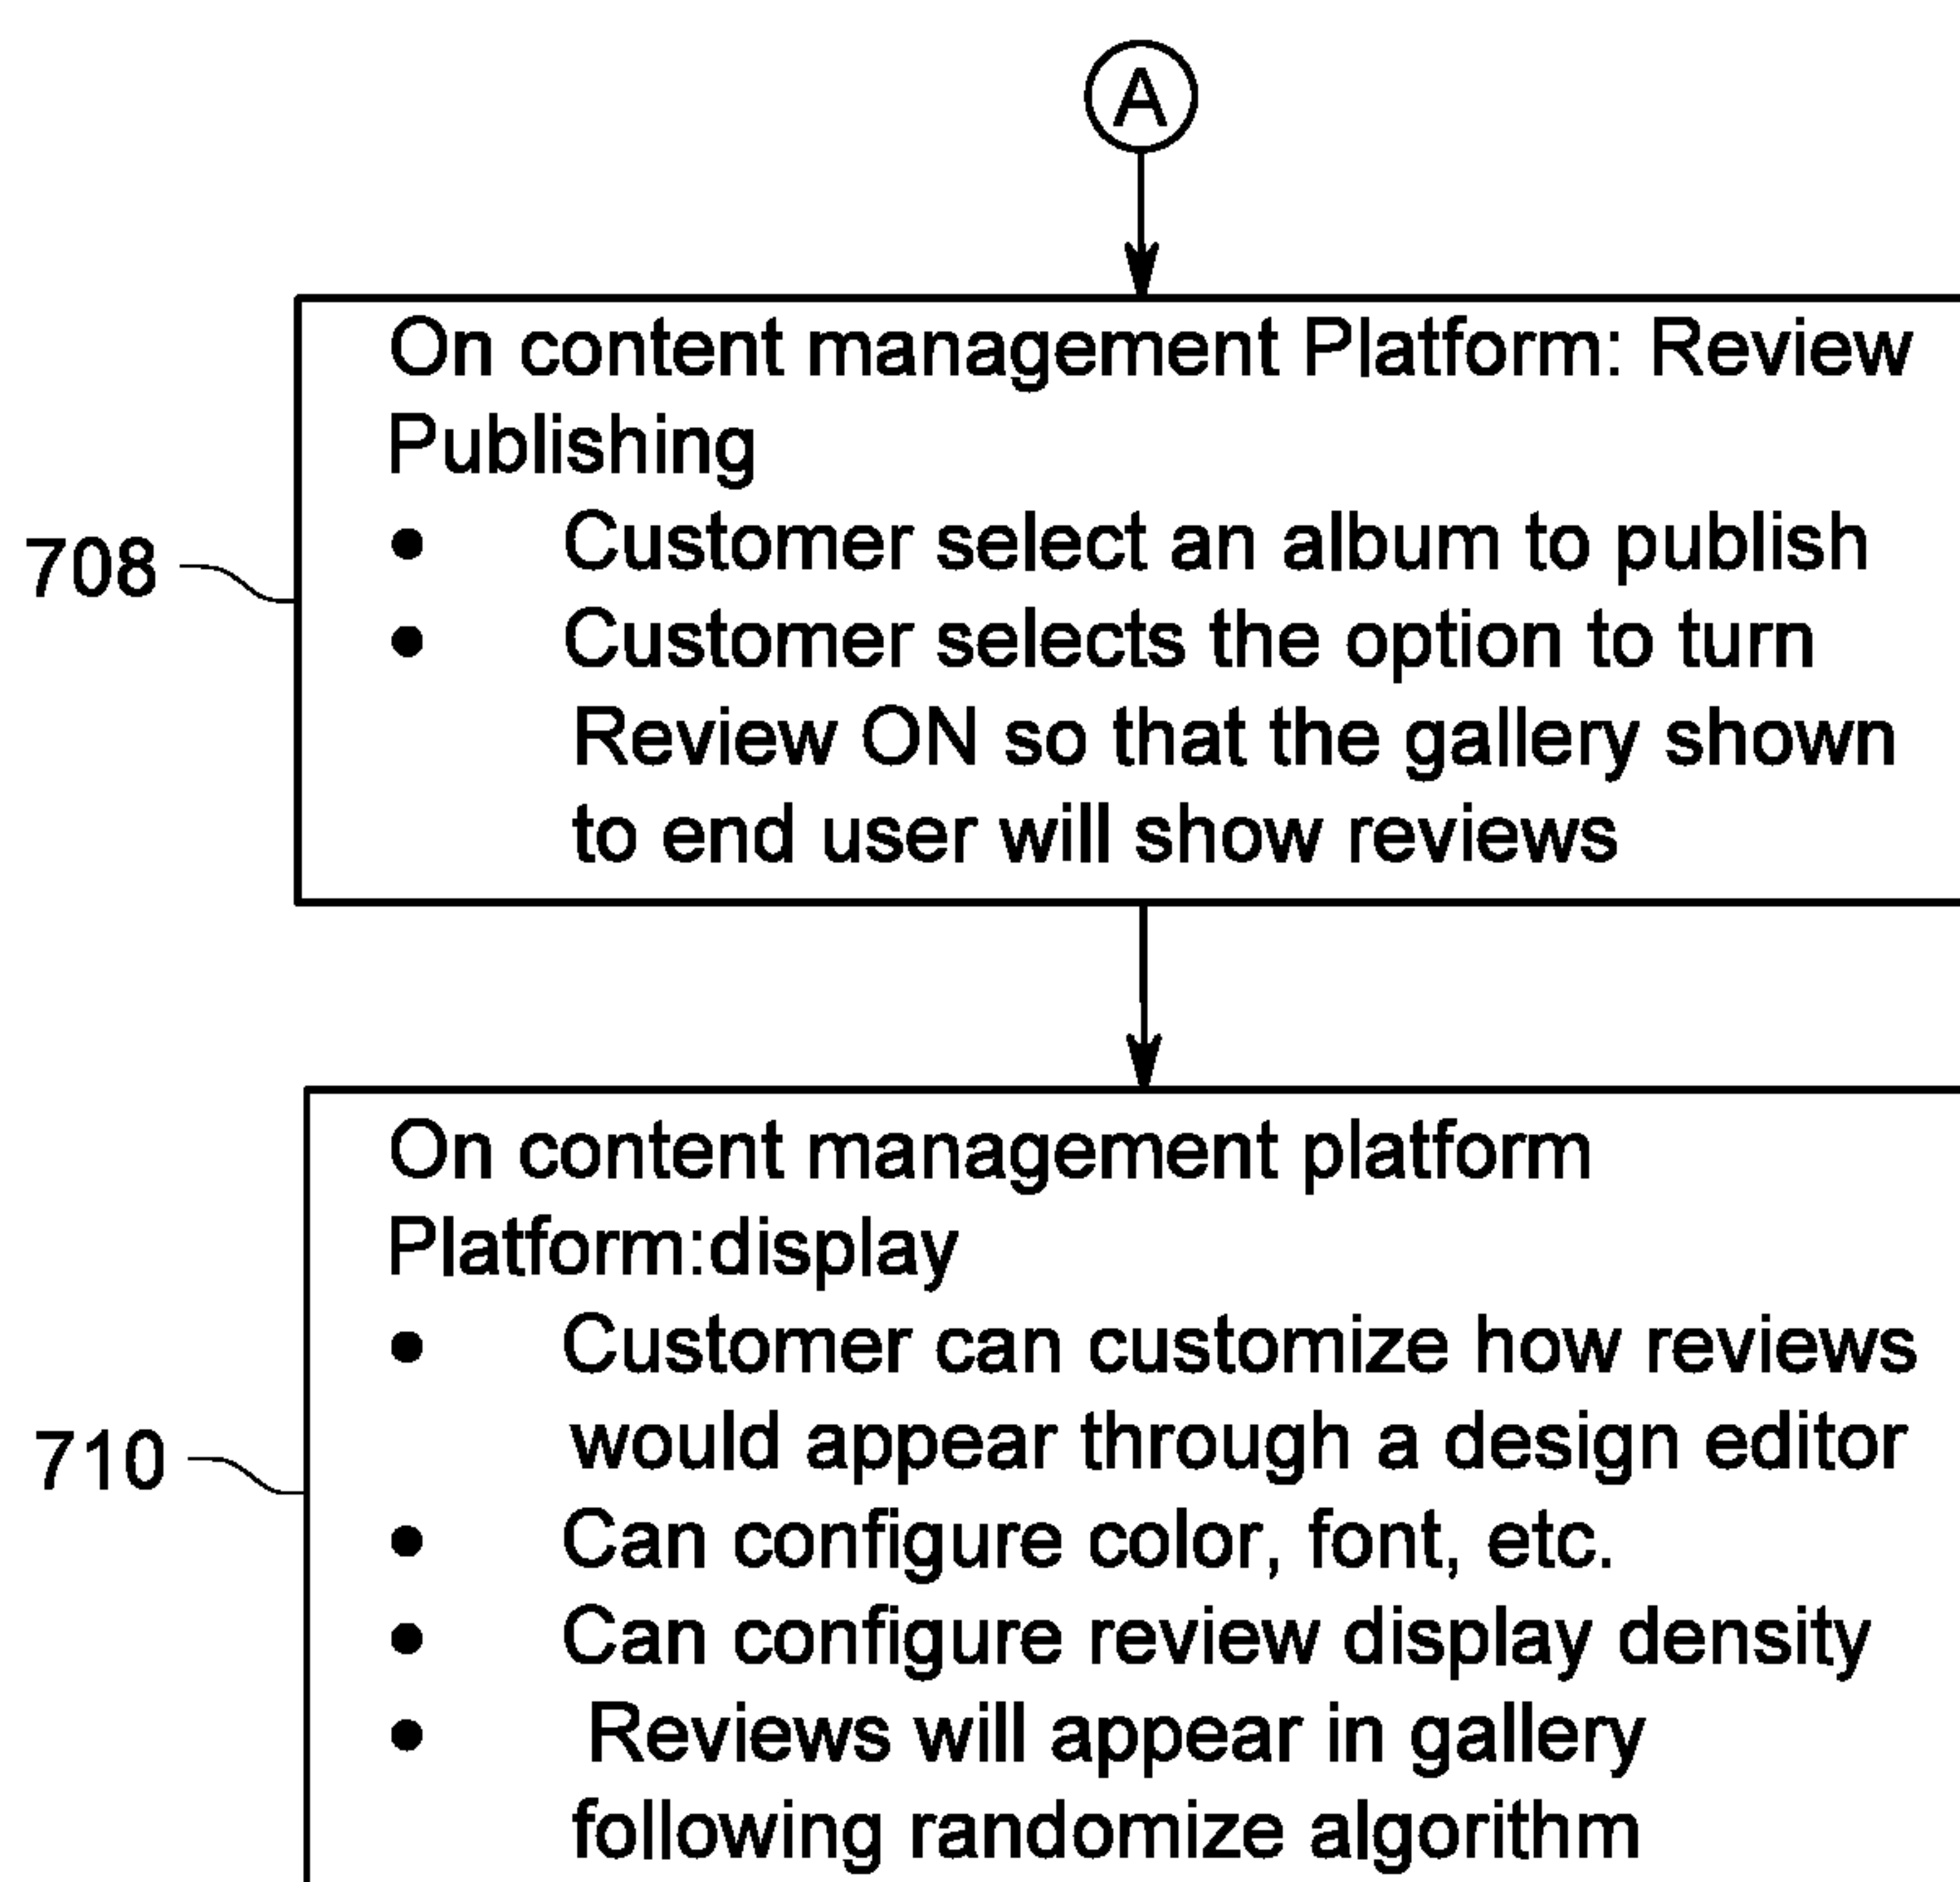 A
On content management Platform: Review
Publishing
● Customer select an album to publish
708
● Customer selects the option to turn
Review ON so that the gallery shown
to end user will show reviews
On content management platform
Platform:display
● Customer can customize how reviews
would appear through a design editor
710
● Can configure color, font, etc.
● Can configure review display density
● Reviews will appear in gallery
following randomize algorithm